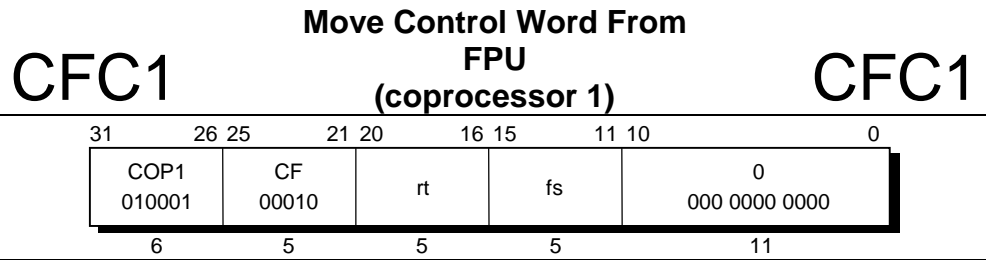 Move Control Word From
CFC1 FPU CFC1
(coprocessor 1)
31 26 25 21 20 16 15 11 10 0
COP1 CF rt fs 0
010001 00010 000 0000 0000
6 5 5 5 11